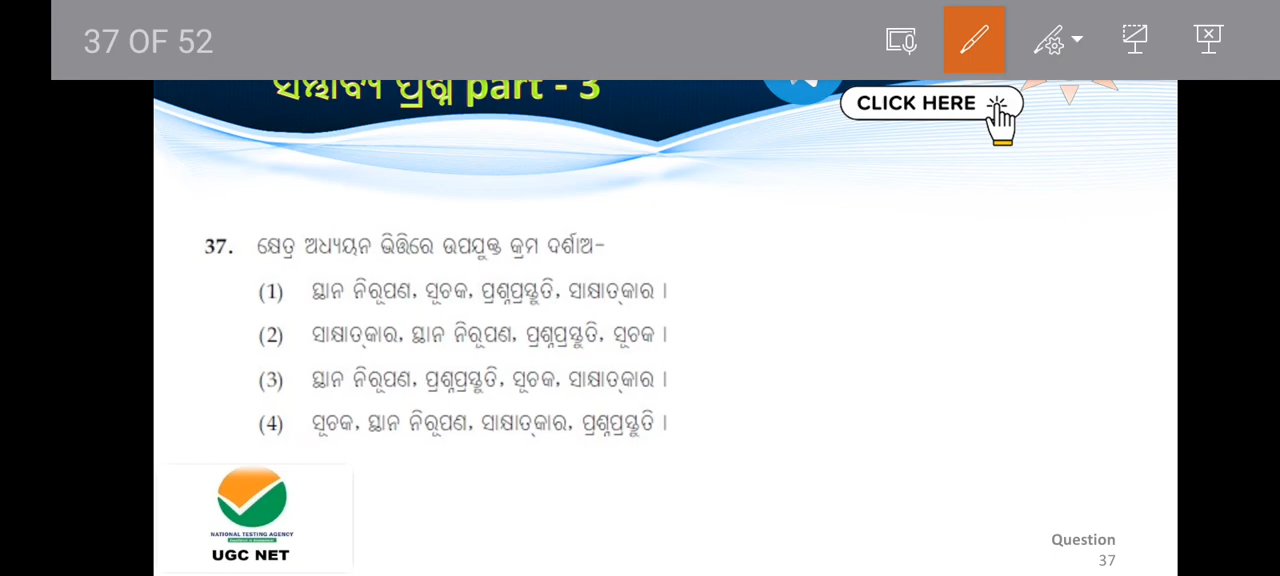 37 OF 52
ସମ୍ଭାବ୍ୟ ପ୍ରଶ୍ନ part - 3
CLICK HERE
37. କ୍ଷେତ୍ର ଅଧ୍ୟୟନ ଭିତ୍ତିରେ ଉପଯୁକ୍ତ କ୍ରମ ଦର୍ଶାଅ-
(1) ସ୍ଥାନ ନିରୂପଣ, ସୂଚକ, ପ୍ରଶ୍ନପ୍ରସ୍ତୁତି, ସାକ୍ଷାତ୍‌କାର ।
(2) ସାକ୍ଷାତ୍‌କାର, ସ୍ଥାନ ନିରୂପଣ, ପ୍ରଶ୍ନପ୍ରସ୍ତୁତି, ସୂଚକ ।
(3) ସ୍ଥାନ ନିରୂପଣ, ପ୍ରଶ୍ନପ୍ରସ୍ତୁତି, ସୂଚକ, ସାକ୍ଷାତ୍‌କାର ।
(4) ସୂଚକ, ସ୍ଥାନ ନିରୂପଣ, ସାକ୍ଷାତ୍‌କାର, ପ୍ରଶ୍ନପ୍ରସ୍ତୁତି ।
NATIONAL TESTING AGENCY
UGC NET
Question
37